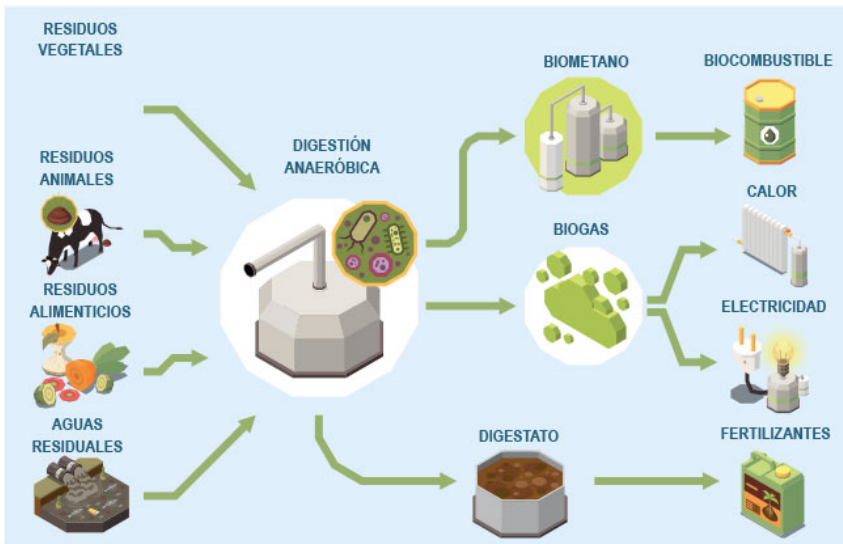 RESIDUOS
VEGETALES
RESIDUOS
ANIMALES
RESIDUOS
ALIMENTICIOS
AGUAS
RESIDUALES
DIGESTIÓN
ANAERÓBICA
BIOMETANO
BIOGAS
DIGESTATO
BIOCOMBUSTIBLE
CALOR
ELECTRICIDAD
FERTILIZANTES